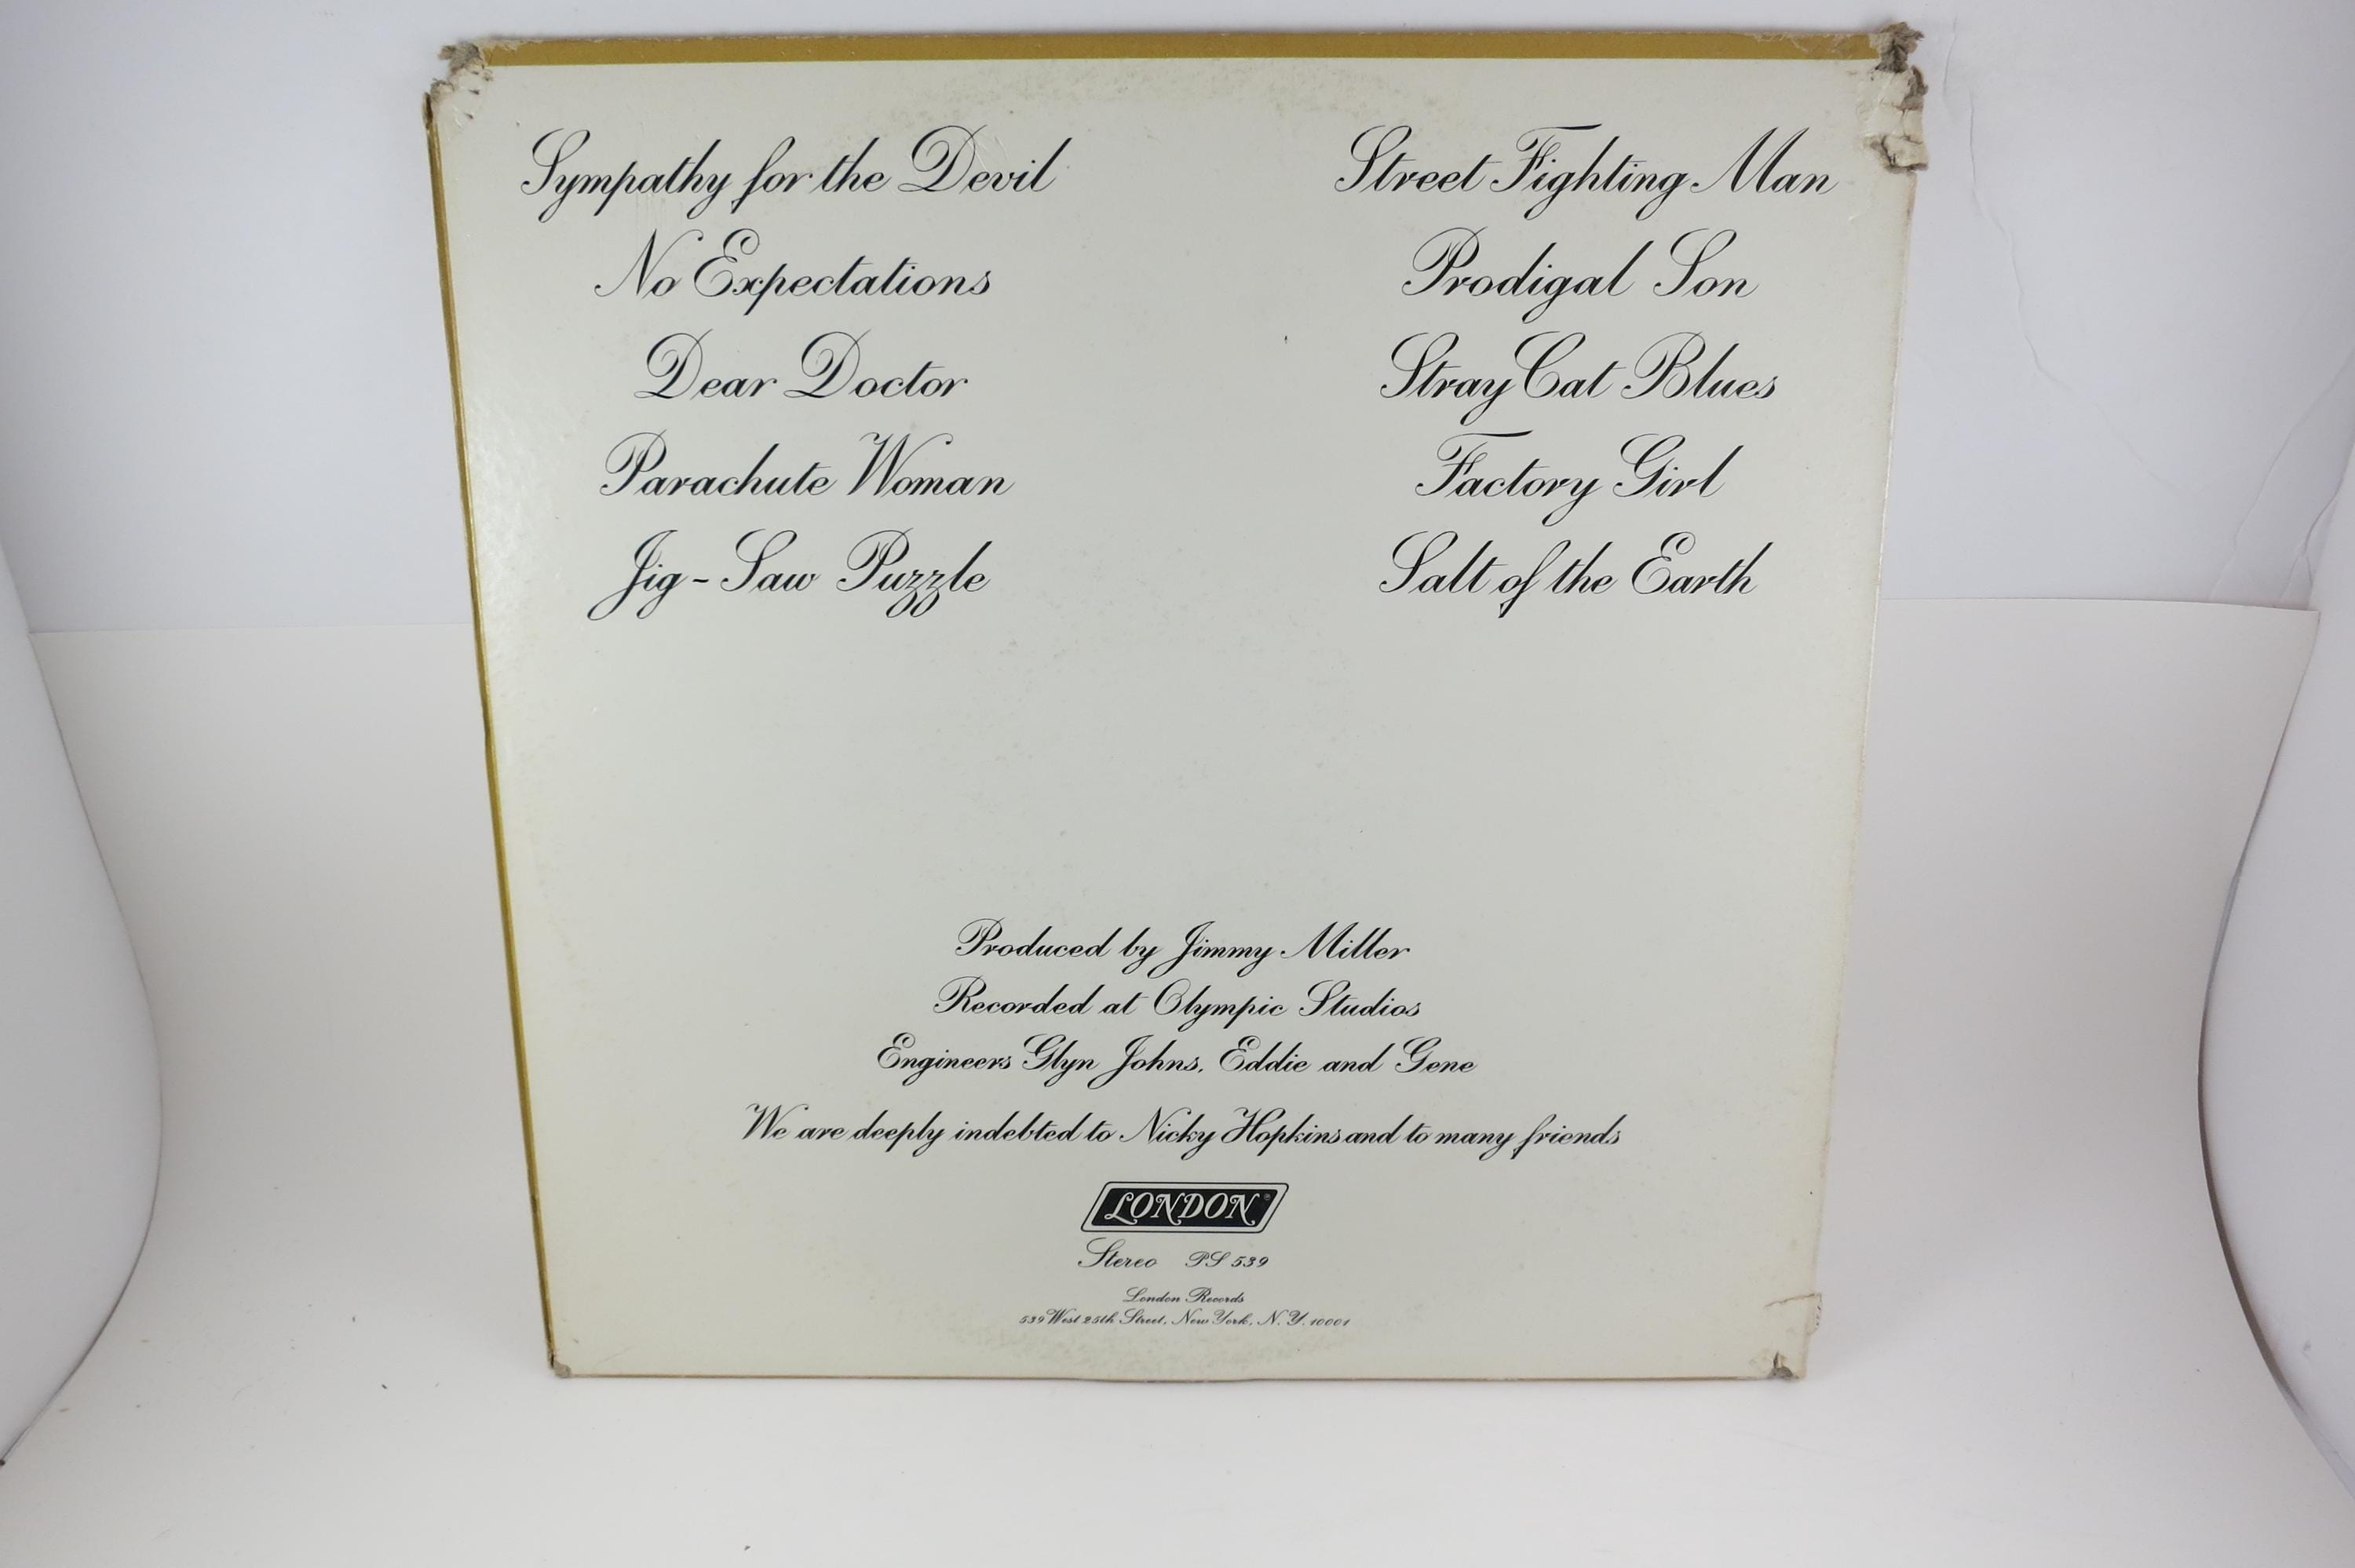 Sympathy for the Devil
No Expectations
Dear Doctor
Parachute Woman
Jig-Saw Puzzle
Street Fighting Man
Prodigal Son
Stray Cat Blues
Factory Girl
Salt of the Earth
Produced by Jimmy Miller
Recorded at Olympic Studios
Engineers Glyn Johns, Eddie and Gene
We are deeply indebted to Nicky Hopkins and to many friends
LONDON®
Stereo PS 539
London Records
539 West 25th Street, New York, N.Y. 10001